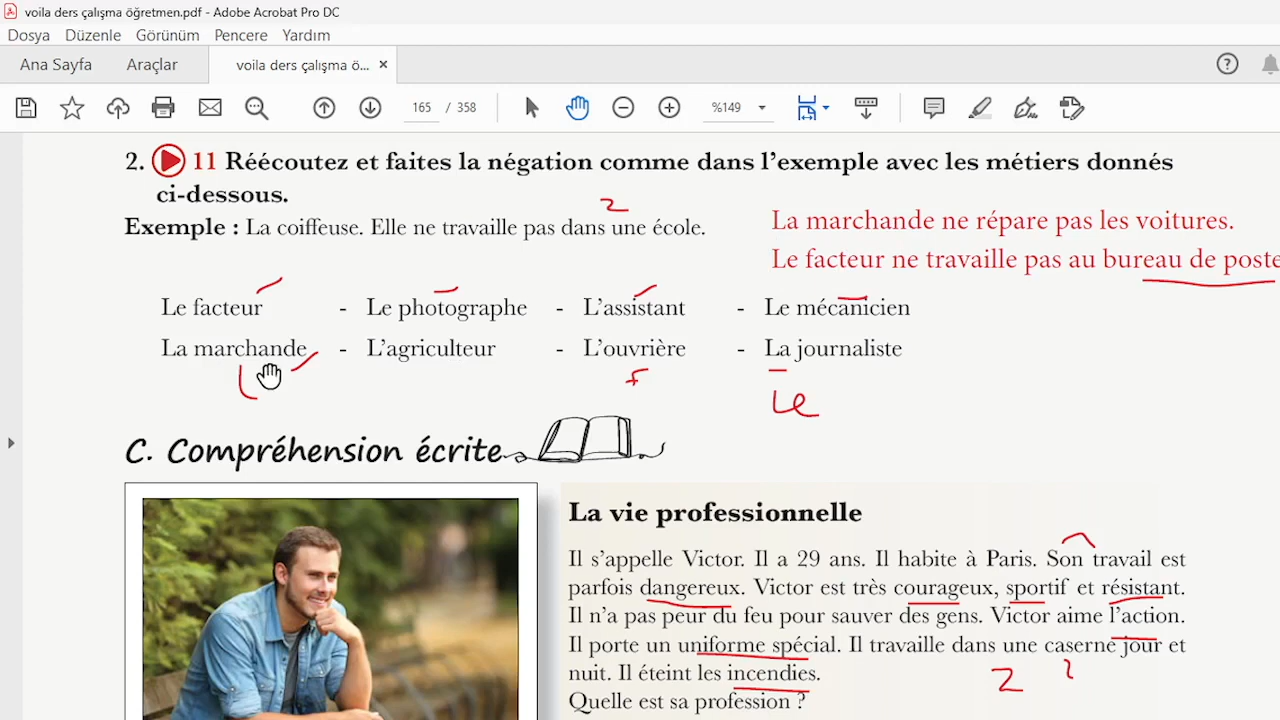 voila ders çalışma öğretmen.pdf - Adobe Acrobat Pro DC
Dosya Düzenle Görünüm Pencere Yardım
Ana Sayfa Araçlar voila ders çalışma ö... ×
165 / 358 %149
2. 11 Réécoutez et faites la négation comme dans l'exemple avec les métiers donnés
ci-dessous.
2
Exemple : La coiffeuse. Elle ne travaille pas dans une école.
La marchande ne répare pas les voitures.
Le facteur ne travaille pas au bureau de poste
Le facteur - Le photographe - L'assistant - Le mécanicien
La marchande - L'agriculteur - L'ouvrière - La journaliste
f
Le
C. Compréhension écrite
La vie professionnelle
Il s'appelle Victor. Il a 29 ans. Il habite à Paris. Son travail est
parfois dangereux. Victor est très courageux, sportif et résistant.
Il n'a pas peur du feu pour sauver des gens. Victor aime l'action.
Il porte un uniforme spécial. Il travaille dans une caserne jour et
nuit. Il éteint les incendies.
2 ?
Quelle est sa profession ?